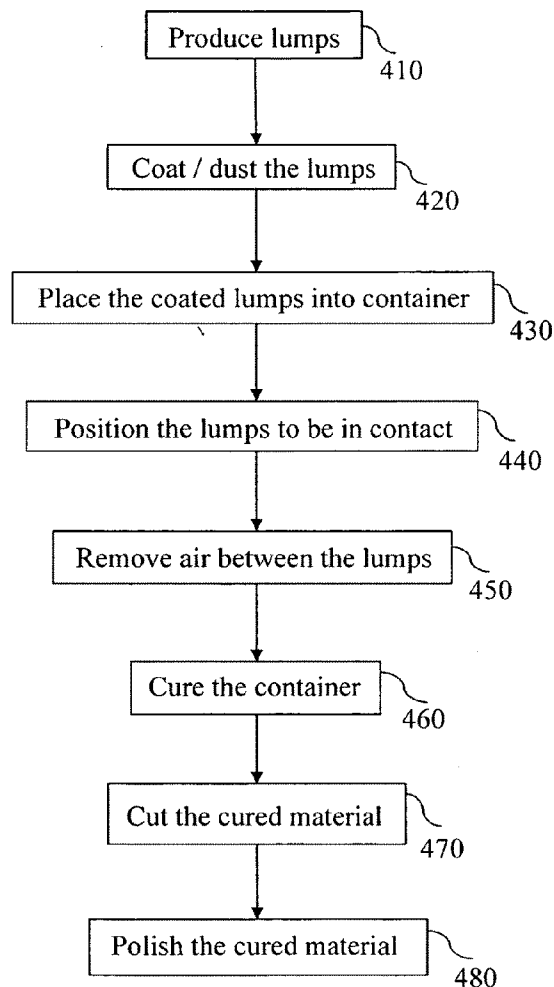 Produce lumps
410
Coat / dust the lumps
420
Place the coated lumps into container
430
Position the lumps to be in contact
440
Remove air between the lumps
450
Cure the container
460
Cut the cured material
470
Polish the cured material
480